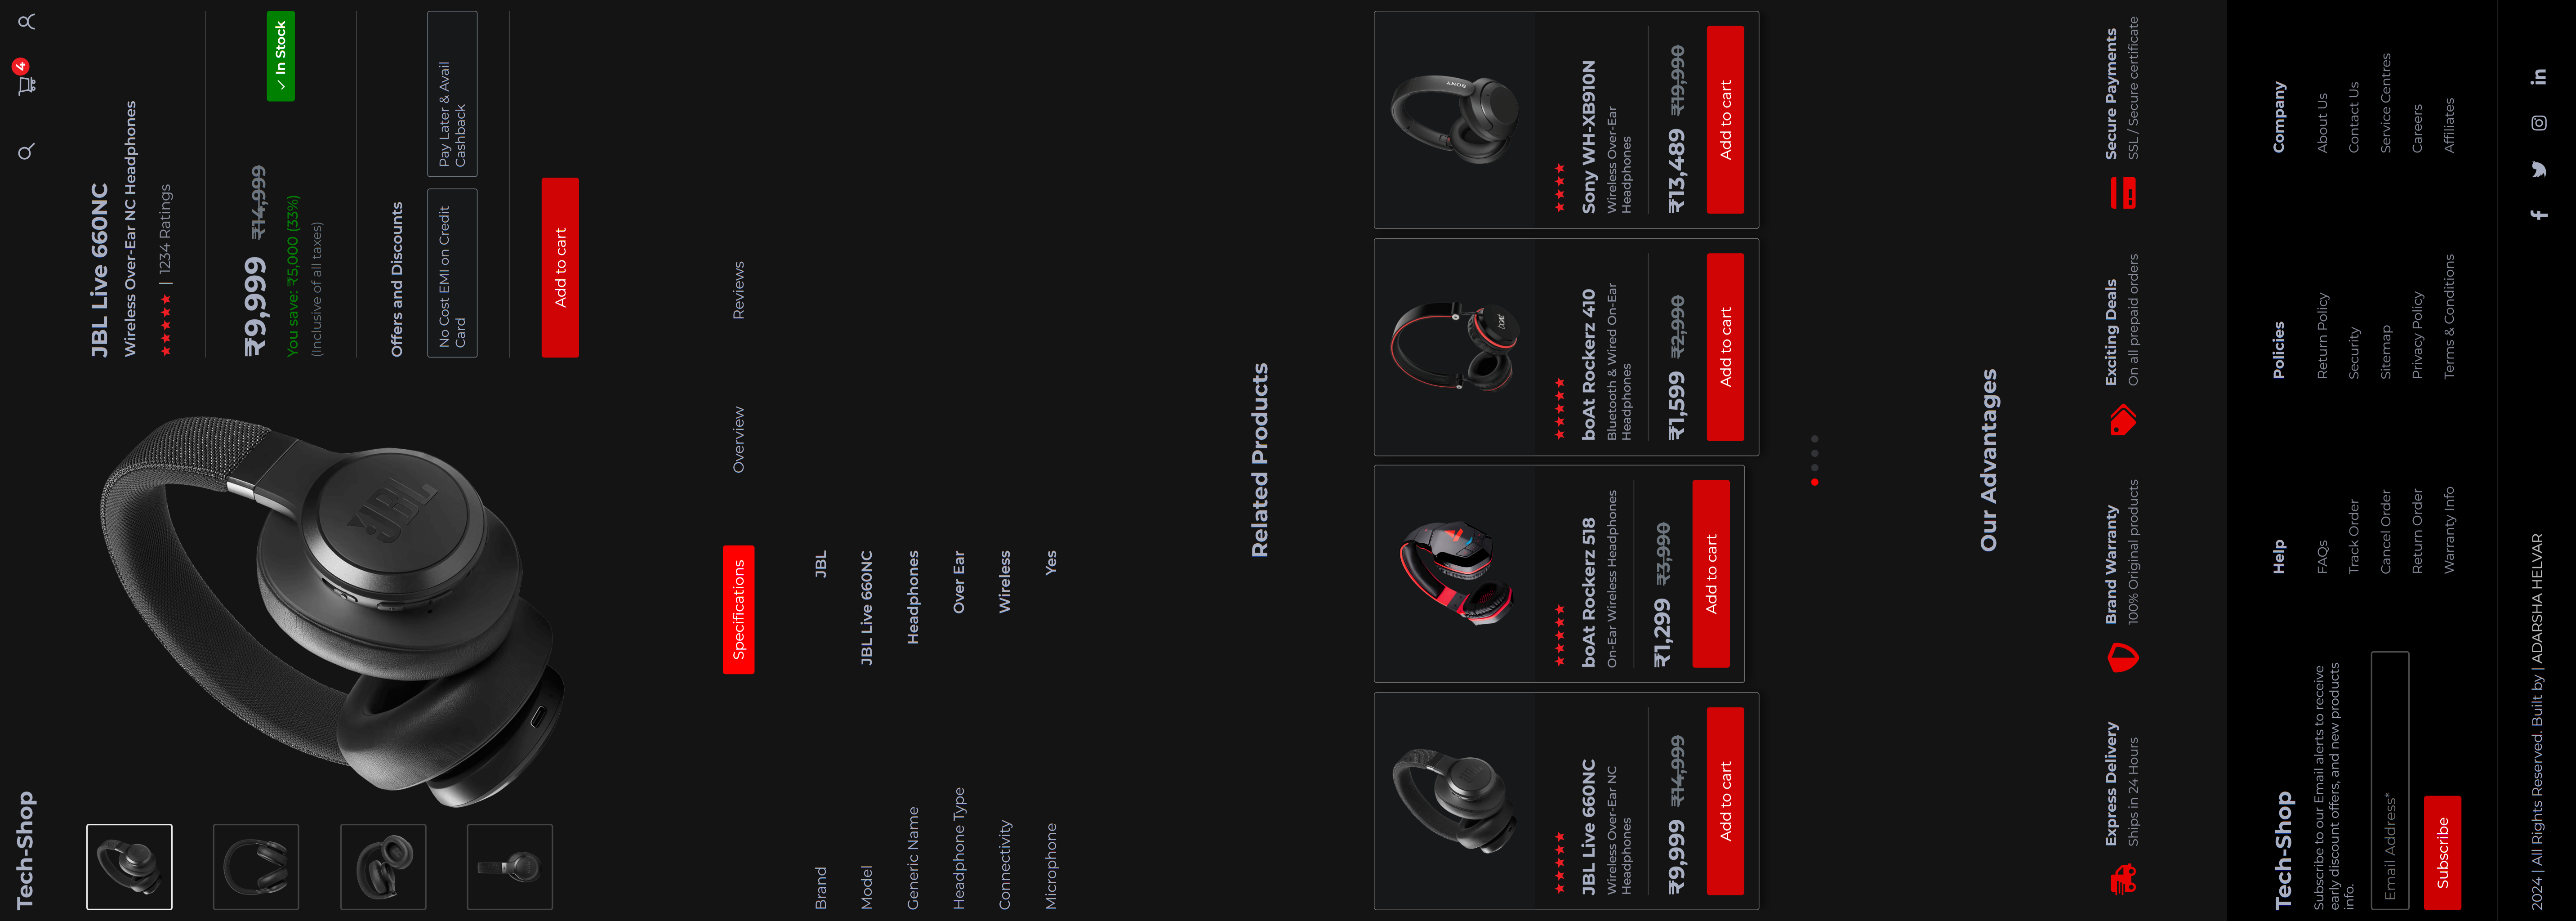 Tech-Shop
4
JBL
JBL Live 660NC
Wireless Over-Ear NC Headphones
★★★★★ | 1234 Ratings
₹9,999 ₹14,999
You save: ₹5,000 (33%)
(Inclusive of all taxes)
✓ In Stock
Offers and Discounts
No Cost EMI on Credit
Card
Pay Later & Avail
Cashback
Add to cart
Specifications
Overview
Reviews
Brand JBL
Model JBL Live 660NC
Generic Name Headphones
Headphone Type Over Ear
Connectivity Wireless
Microphone Yes
Related Products
★★★★★
JBL Live 660NC
Wireless Over-Ear NC
Headphones
₹9,999 ₹14,999
Add to cart
★★★★★
boAt Rockerz 518
On-Ear Wireless Headphones
₹1,299 ₹3,990
Add to cart
boAt
★★★★★
boAt Rockerz 410
Bluetooth & Wired On-Ear
Headphones
₹1,599 ₹2,990
Add to cart
SONY
★★★★
Sony WH-XB910N
Wireless Over-Ear
Headphones
₹13,489 ₹19,990
Add to cart
Our Advantages
Express Delivery
Ships in 24 Hours
Brand Warranty
100% Original products
Exciting Deals
On all prepaid orders
Secure Payments
SSL / Secure certificate
Tech-Shop
Subscribe to our Email alerts to receive
early discount offers, and new products
info.
Email Address*
Subscribe
Help
FAQs
Track Order
Cancel Order
Return Order
Warranty Info
Policies
Return Policy
Security
Sitemap
Privacy Policy
Terms & Conditions
Company
About Us
Contact Us
Service Centres
Careers
Affiliates
2024 | All Rights Reserved. Built by | ADARSHA HELVAR